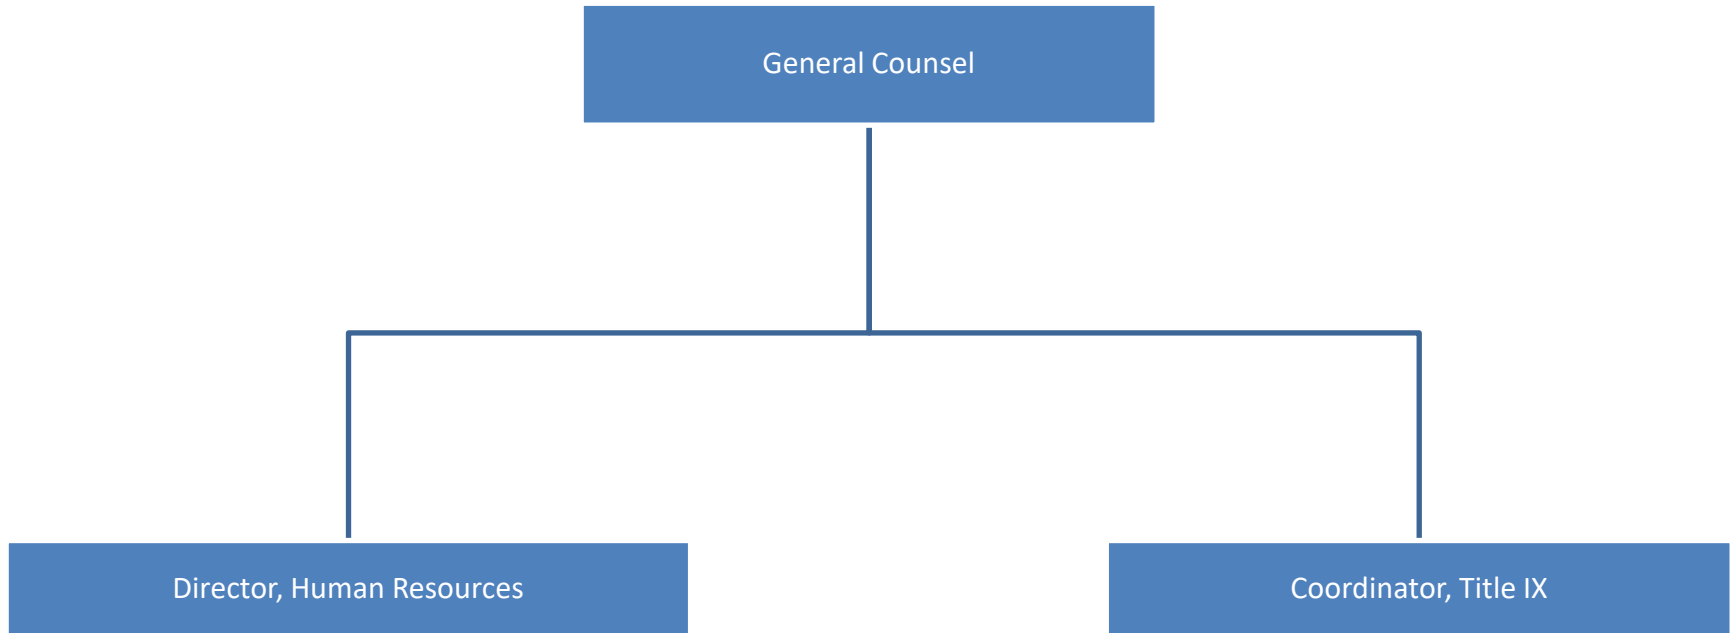 General Counsel
Director, Human Resources
Coordinator, Title IX